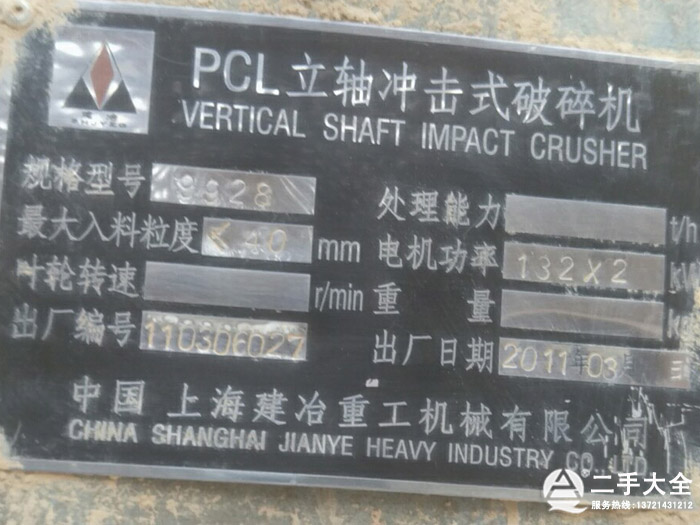 PCL立轴冲击式破碎机
VERTICAL SHAFT IMPACT CRUSHER
规格型号 9528 处理能力 t/h
最大入料粒度 <40 mm 电机功率 132X2
叶轮转速 r/min 重 量
出厂编号 110306027 出厂日期 2011年03月
中国 上海建冶重工机械有限公司
CHINA SHANGHAI JIANYE HEAVY INDUSTRY CO.,LTD
二手大全
服务热线:13721431212